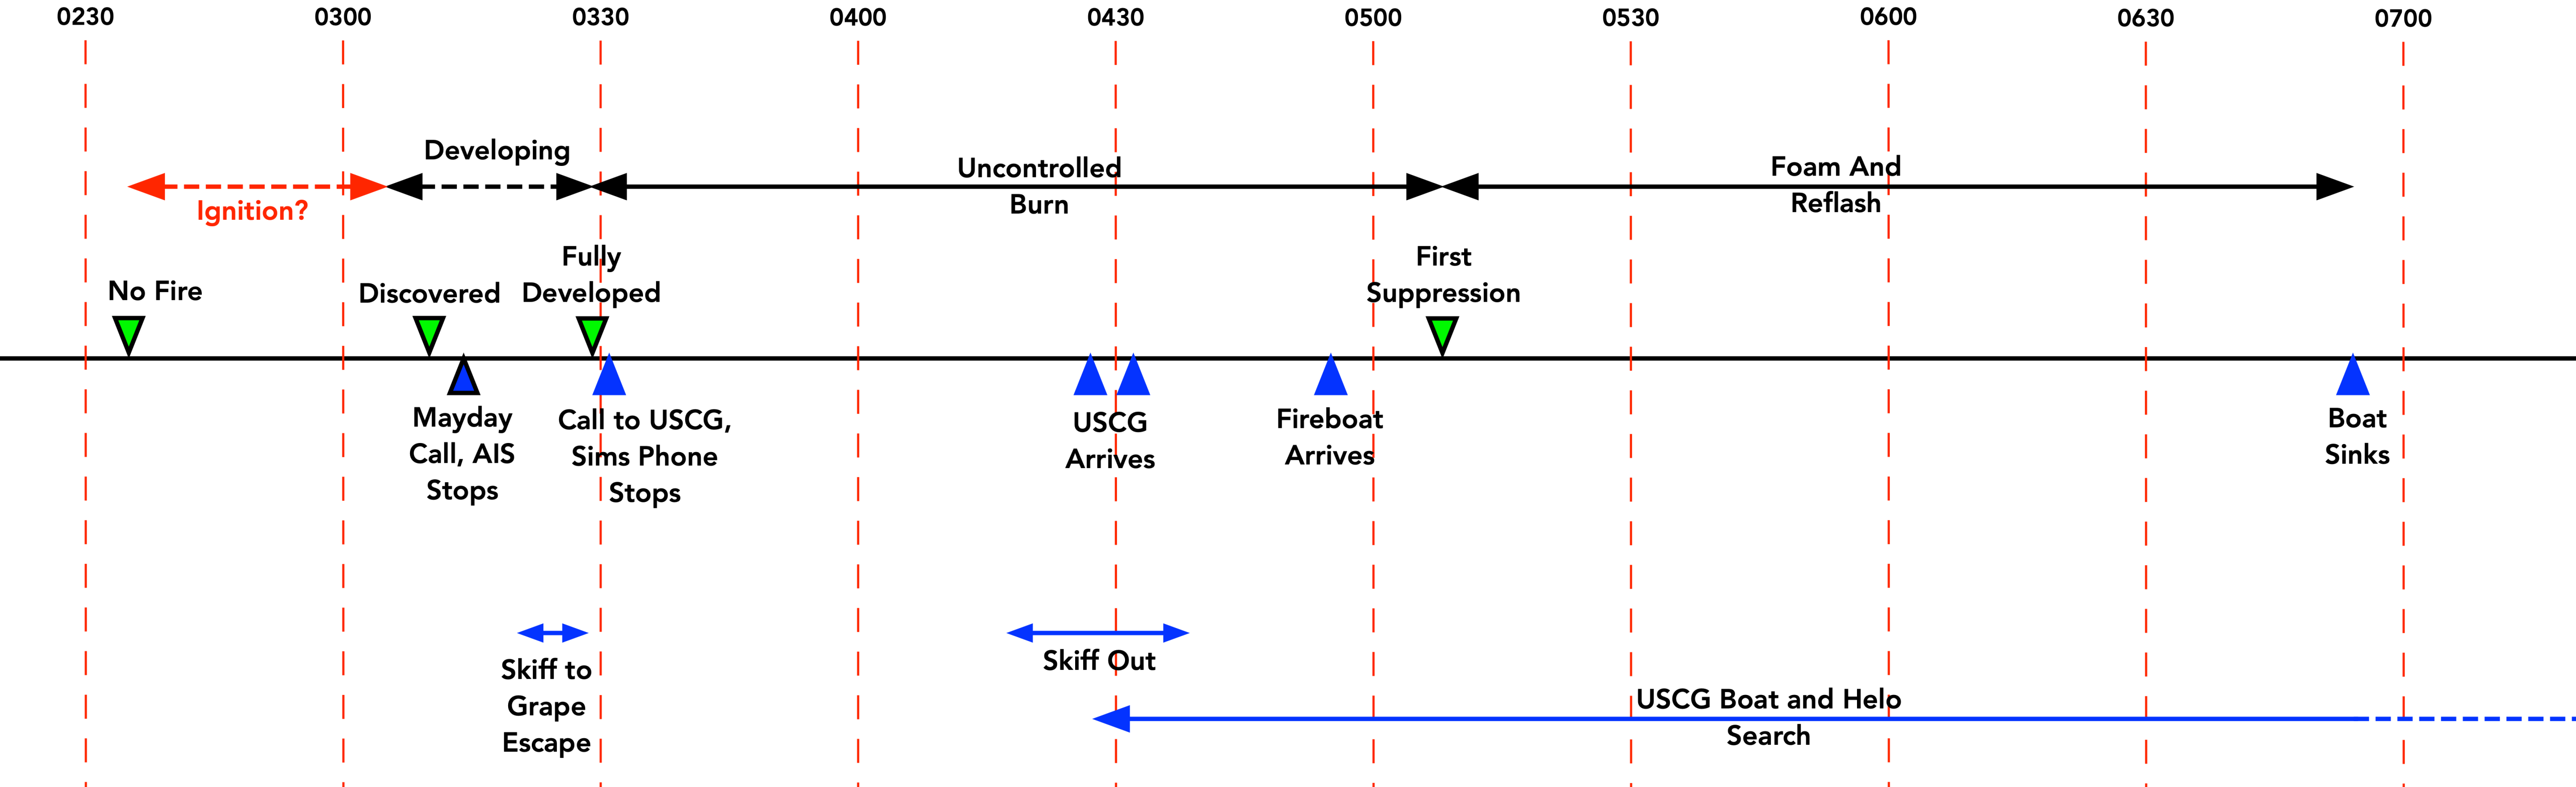 0230 0300 0330 0400 0430 0500 0530 0600 0630 0700
Developing
Ignition?
Uncontrolled
Burn
Foam And
Reflash
No Fire
Discovered
Fully
Developed
First
Suppression
Mayday
Call, AIS
Stops
Call to USCG,
Sims Phone
Stops
USCG
Arrives
Fireboat
Arrives
Boat
Sinks
Skiff to
Grape
Escape
Skiff Out
USCG Boat and Helo
Search